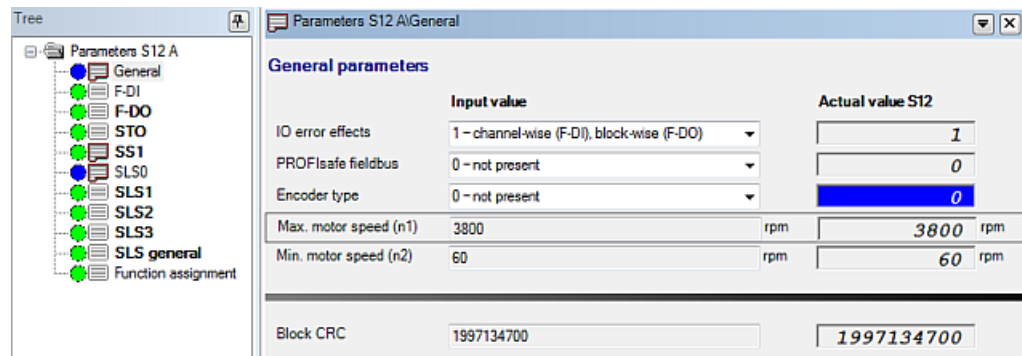 Tree
Parameters S12 A
General
F-DI
F-DO
STO
SS1
SLS0
SLS1
SLS2
SLS3
SLS general
Function assignment
Parameters S12 A\General
General parameters
Input value Actual value S12
IO error effects 1 – channel-wise (F-DI), block-wise (F-DO) 1
PROFIsafe fieldbus 0 – not present 0
Encoder type 0 – not present 0
Max. motor speed (n1) 3800 rpm 3800 rpm
Min. motor speed (n2) 60 rpm 60 rpm
Block CRC 1997134700 1997134700